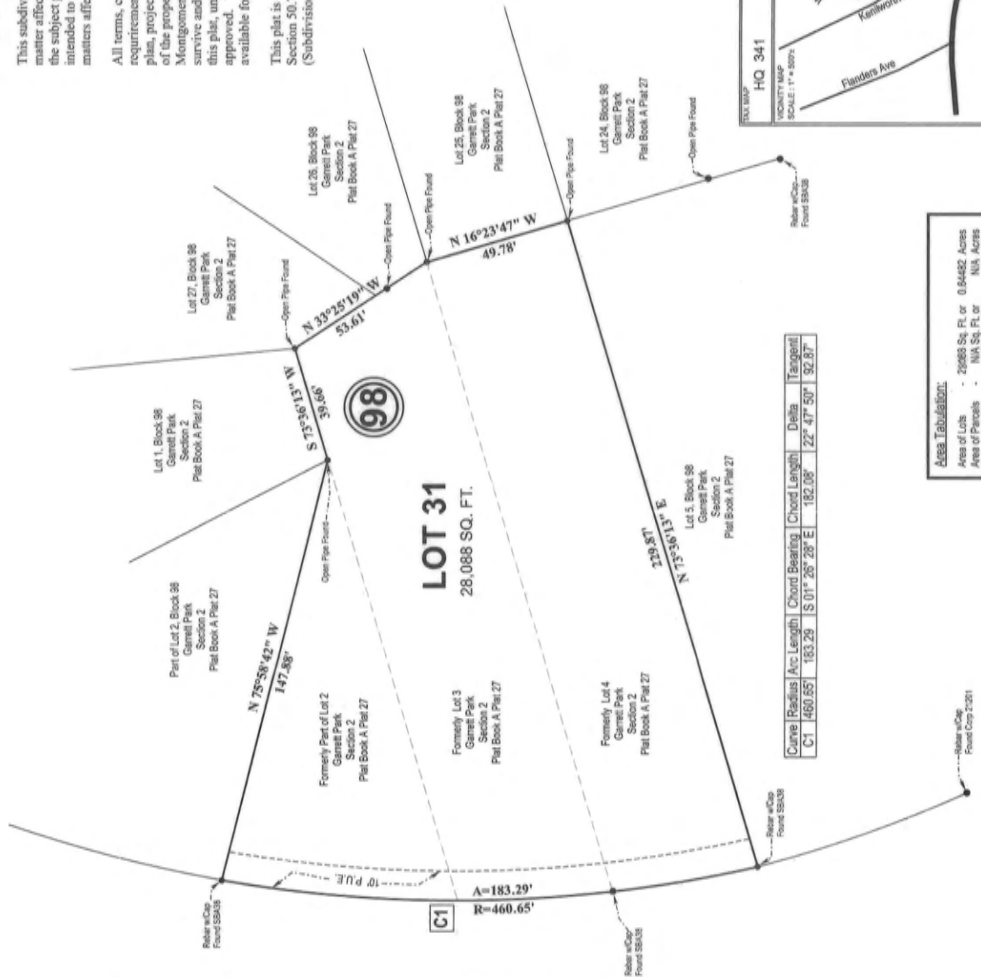 This subdiv
matter affec
the subject p
intended to
matters affe
All terms, c
requirement
plan, project
of the prope
Montgomer
survive and
this plat, un
approved.
available fo
This plat is
Section 50.7
(Subdivision
TAX MAP
HQ 341
VICINITY MAP
SCALE : 1" =
Kenilworth
Flanders Ave
Lot 27, Block 98
Garrett Park
Section 2
Plat Book A Plat 27
Lot 26, Block 98
Garrett Park
Section 2
Plat Book A Plat 27
Lot 25, Block 98
Garrett Park
Section 2
Plat Book A Plat 27
Lot 24, Block 98
Garrett Park
Section 2
Plat Book A Plat 27
Lot 1, Block 98
Garrett Park
Section 2
Plat Book A Plat 27
Part of Lot 2, Block 98
Garrett Park
Section 2
Plat Book A Plat 27
Open Pipe Found
Open Pipe Found
Open Pipe Found
Open Pipe Found
Open Pipe Found
Open Pipe Found
Rebar w/Cap
Found SBA38
S 73°36'13" W
39.66'
N 33°25'19" W
53.61'
N 16°23'47" W
49.78'
N 75°58'42" W
147.88'
98
LOT 31
28,088 SQ. FT.
229.87'
N 73°36'13" E
Lot 5, Block 98
Garrett Park
Section 2
Plat Book A Plat 27
Formerly Part of Lot 2
Garrett Park
Section 2
Plat Book A Plat 27
Formerly Lot 3
Garrett Park
Section 2
Plat Book A Plat 27
Formerly Lot 4
Garrett Park
Section 2
Plat Book A Plat 27
10' P.U.E.
A=183.29'
R=460.65'
C1
Rebar w/Cap
Found SBA38
Rebar w/Cap
Found SBA38
Rebar w/Cap
Found SBA38
Rebar w/Cap
Found Corp 21201
Curve Radius Arc Length Chord Bearing Chord Length Delta Tangent
C1 460.65' 183.29 S 01° 26' 28" E 182.08' 22° 47' 50" 92.87'
Area Tabulation:
Area of Lots - Sq. Ft. or Acres
Area of Parcels - N/A Sq. Ft. or N/A Acres